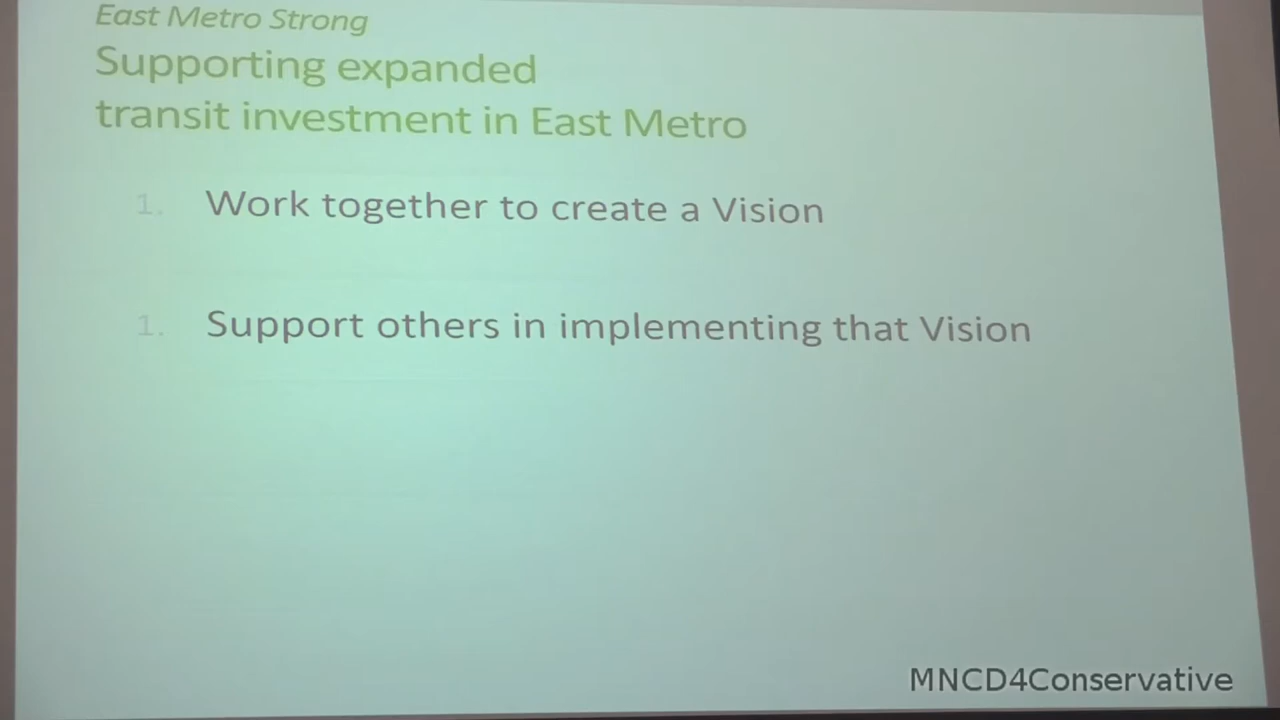 East Metro Strong
Supporting expanded
transit investment in East Metro
1. Work together to create a Vision
1. Support others in implementing that Vision
MNCD4Conservative